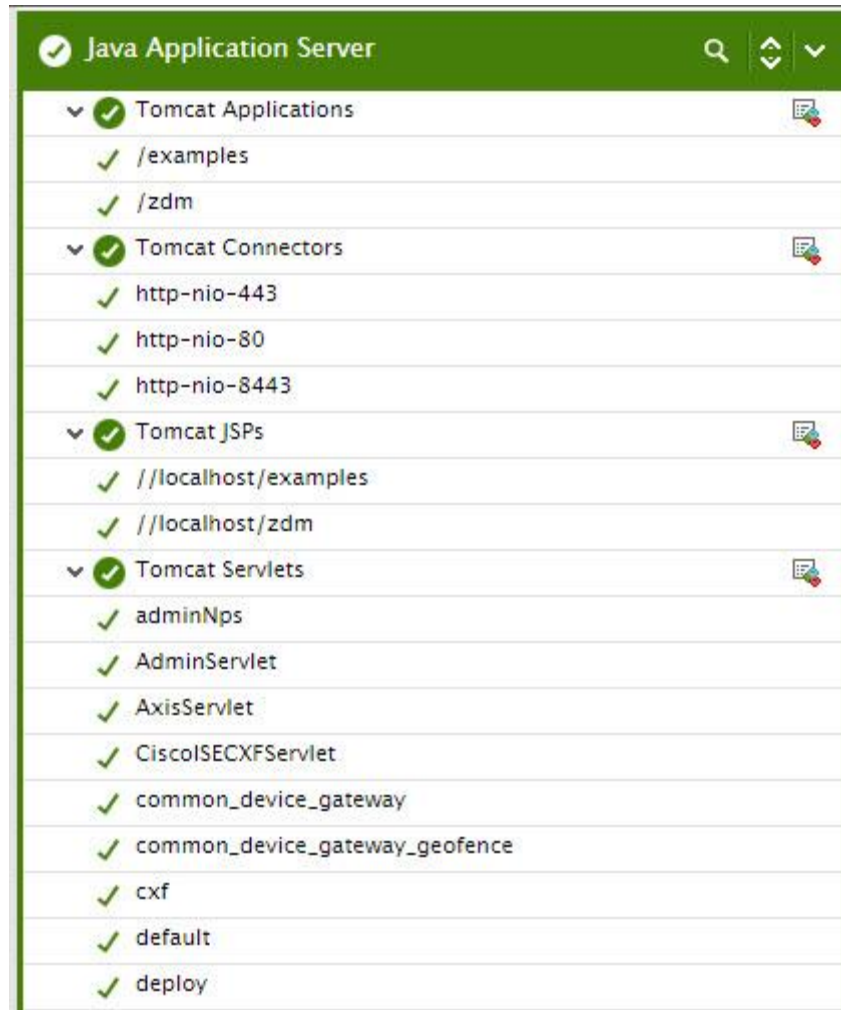 Java Application Server
Tomcat Applications
/examples
/zdm
Tomcat Connectors
http-nio-443
http-nio-80
http-nio-8443
Tomcat JSPs
//localhost/examples
//localhost/zdm
Tomcat Servlets
adminNps
AdminServlet
AxisServlet
CiscoISECXFServlet
common_device_gateway
common_device_gateway_geofence
cxf
default
deploy